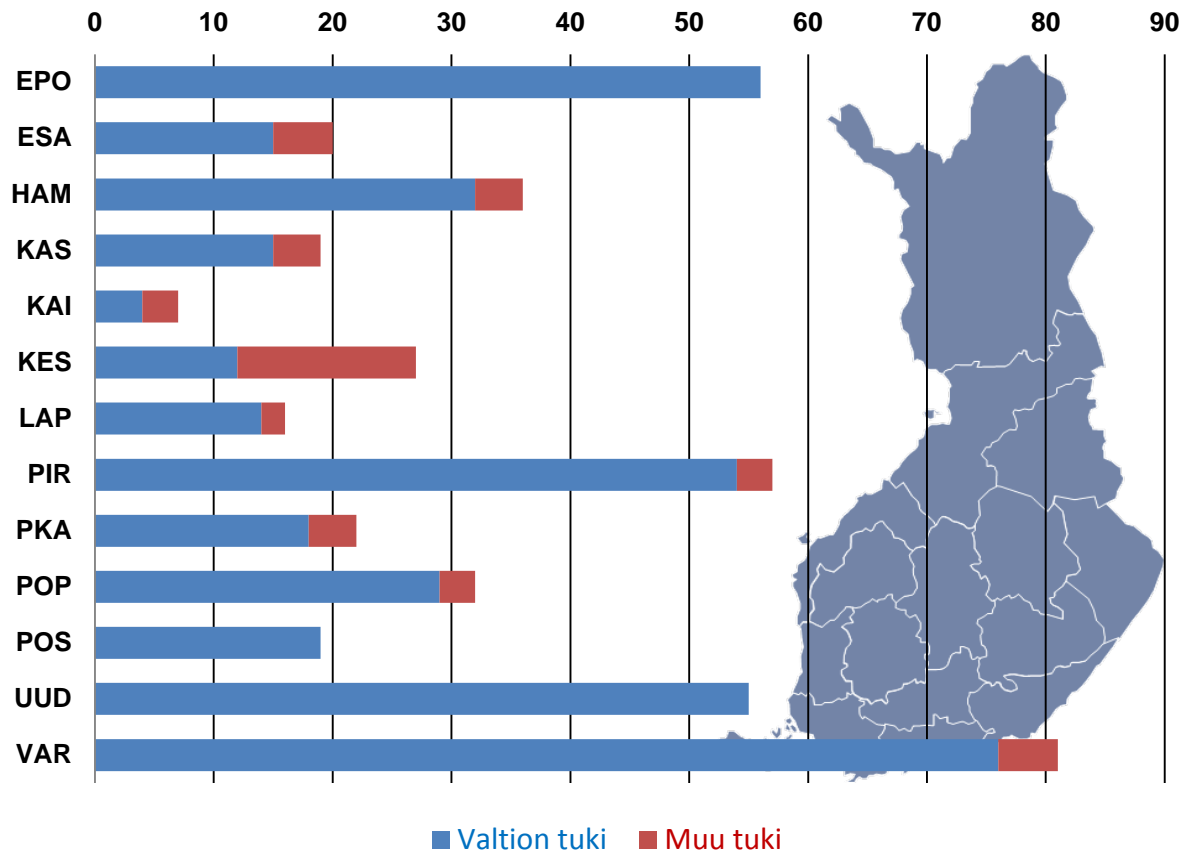 0 10 20 30 40 50 60 70 80 90
EPO
ESA
HAM
KAS
KAI
KES
LAP
PIR
PKA
POP
POS
UUD
VAR
Valtion tuki Muu tuki